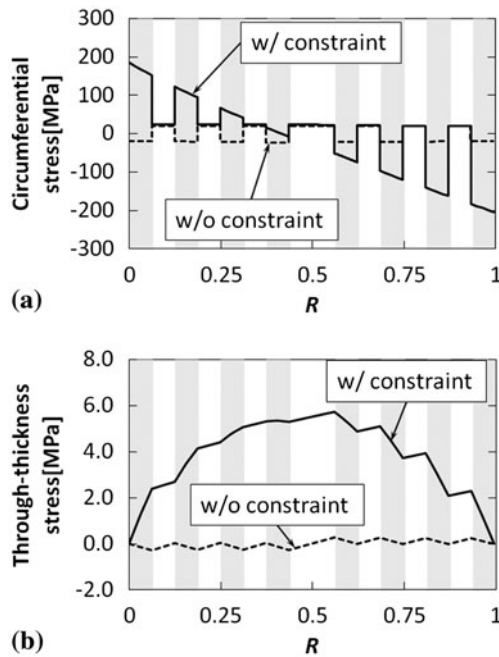 300
200
100
0
-100
-200
-300
Circumferential
stress[MPa]
w/ constraint
w/o constraint
0
0.25
0.5
0.75
1
R
(a)
8.0
6.0
4.0
2.0
0.0
-2.0
Through-thickness
stress[MPa]
w/ constraint
w/o constraint
0
0.25
0.5
0.75
1
R
(b)